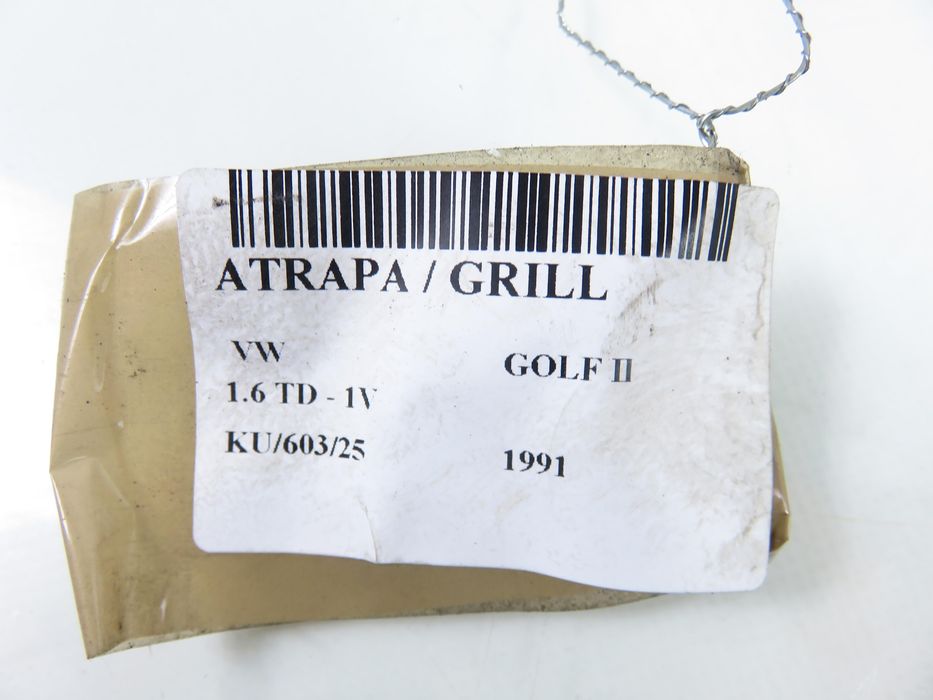 ATRAPA / GRILL
VW GOLF II
1.6 TD - 1V
KU/603/25 1991